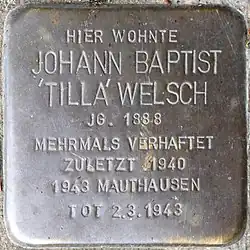 HIER WOHNTE
JOHANN BAPTIST
'TILLA' WELSCH
JG. 1888
MEHRMALS VERHAFTET
ZULETZT 1940
1943 MAUTHAUSEN
TOT 2.3.1943